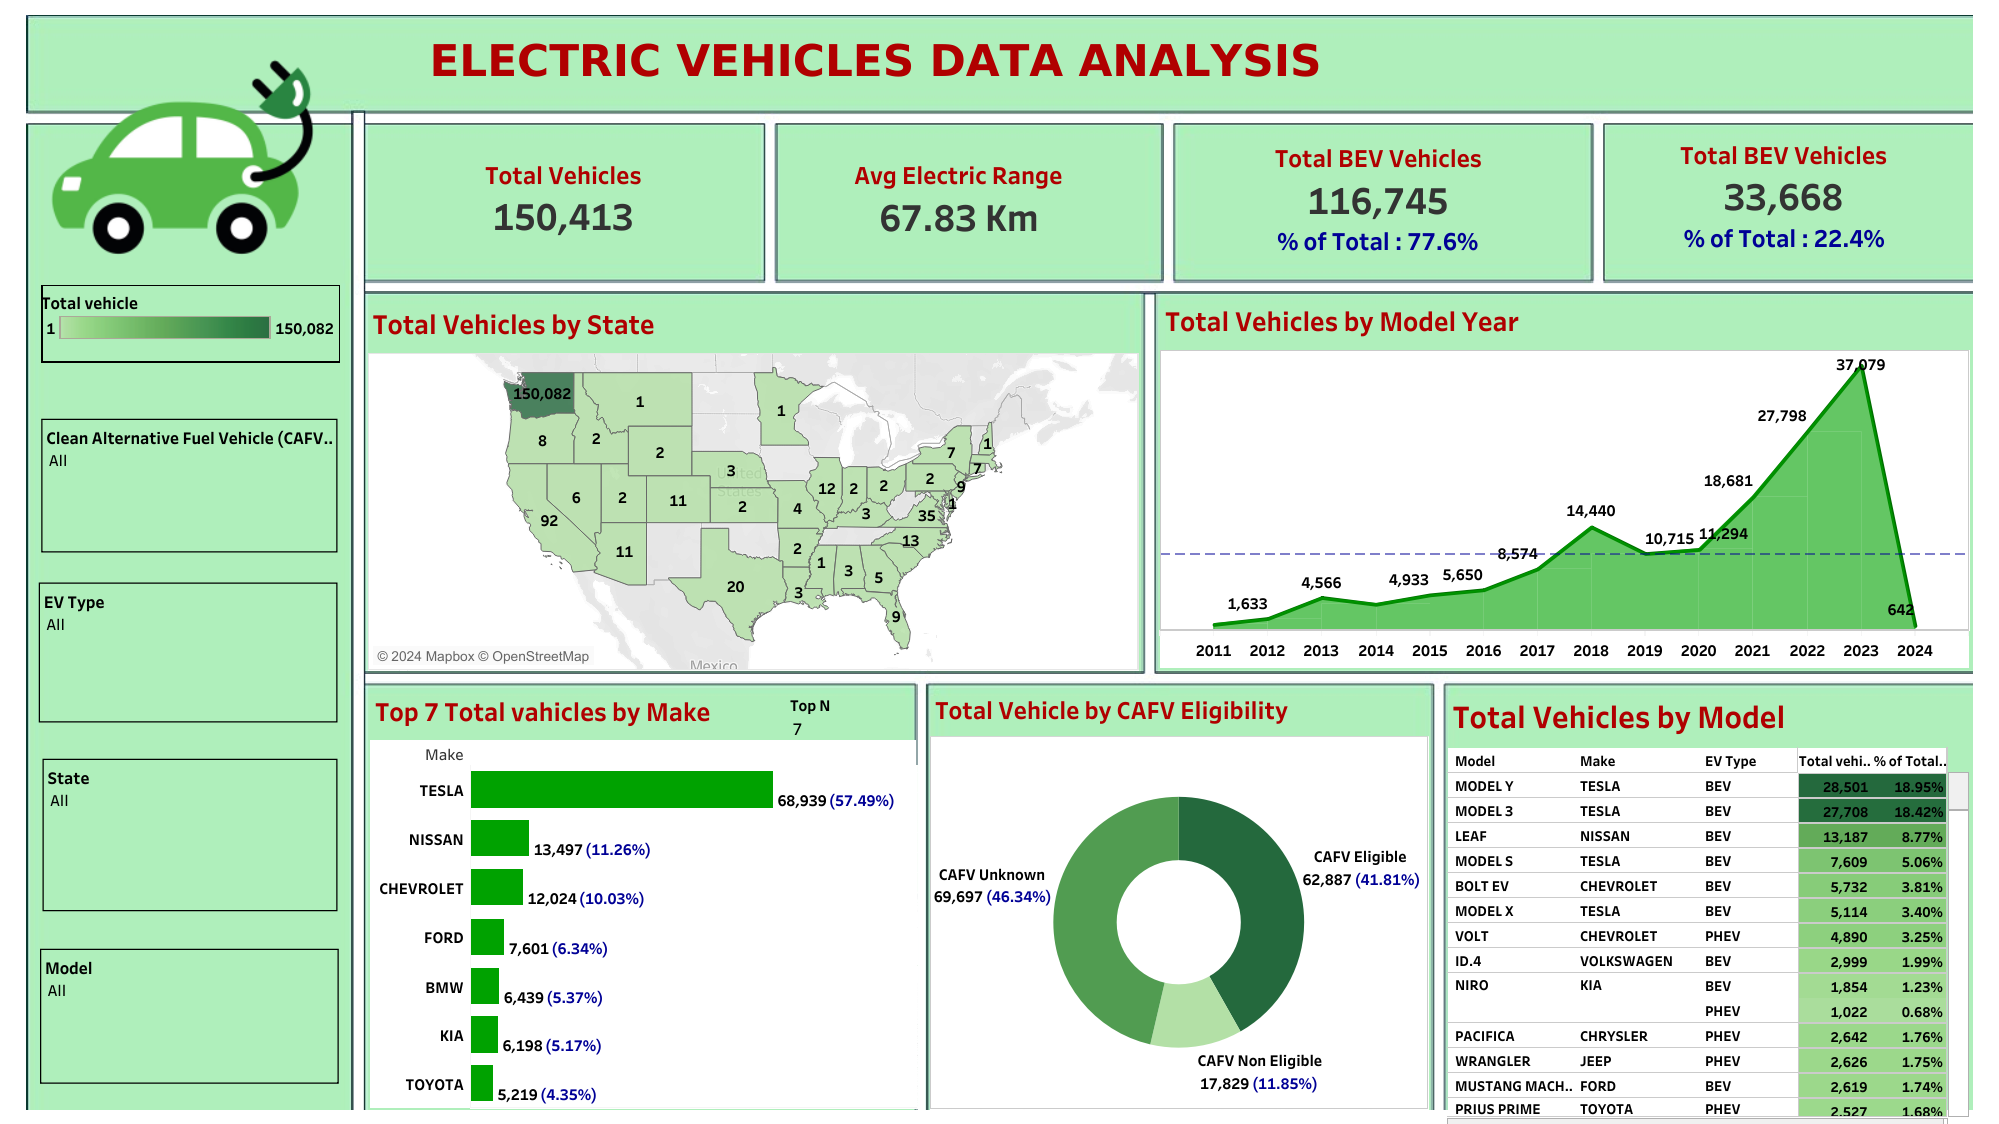 ELECTRIC VEHICLES DATA ANALYSIS
Total Vehicles
150,413
Avg Electric Range
67.83 Km
Total BEV Vehicles
116,745
% of Total : 77.6%
Total BEV Vehicles
33,668
% of Total : 22.4%
Total vehicle
1 150,082
Clean Alternative Fuel Vehicle (CAFV..
All
EV Type
All
State
All
Model
All
Total Vehicles by State
150,082
1
1
8
2
2
7
1
3
7
2
9
6
2
11
2
12
2
2
1
4
3
35
92
11
2
13
20
3
1
3
5
9
United
States
Mexico
© 2024 Mapbox © OpenStreetMap
Total Vehicles by Model Year
37,079
27,798
18,681
14,440
10,715
11,294
8,574
4,566
4,933
5,650
1,633
642
2011 2012 2013 2014 2015 2016 2017 2018 2019 2020 2021 2022 2023 2024
Top 7 Total vahicles by Make
Top N
7
Make
TESLA 68,939 (57.49%)
NISSAN 13,497 (11.26%)
CHEVROLET 12,024 (10.03%)
FORD 7,601 (6.34%)
BMW 6,439 (5.37%)
KIA 6,198 (5.17%)
TOYOTA 5,219 (4.35%)
Total Vehicle by CAFV Eligibility
CAFV Eligible
62,887 (41.81%)
CAFV Unknown
69,697 (46.34%)
CAFV Non Eligible
17,829 (11.85%)
Total Vehicles by Model
Model Make EV Type Total vehi.. % of Total..
MODEL Y TESLA BEV 28,501 18.95%
MODEL 3 TESLA BEV 27,708 18.42%
LEAF NISSAN BEV 13,187 8.77%
MODEL S TESLA BEV 7,609 5.06%
BOLT EV CHEVROLET BEV 5,732 3.81%
MODEL X TESLA BEV 5,114 3.40%
VOLT CHEVROLET PHEV 4,890 3.25%
ID.4 VOLKSWAGEN BEV 2,999 1.99%
NIRO KIA BEV 1,854 1.23%
PHEV 1,022 0.68%
PACIFICA CHRYSLER PHEV 2,642 1.76%
WRANGLER JEEP PHEV 2,626 1.75%
MUSTANG MACH.. FORD BEV 2,619 1.74%
PRIUS PRIME TOYOTA PHEV 2,527 1.68%